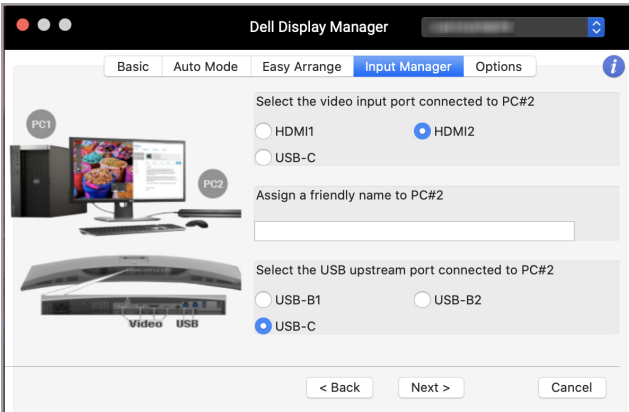 Dell Display Manager
Basic Auto Mode Easy Arrange Input Manager Options i
Select the video input port connected to PC#2
PC1
HDMI1 HDMI2
USB-C
PC2
Assign a friendly name to PC#2
Select the USB upstream port connected to PC#2
USB-B1 USB-B2
Video USB
USB-C
< Back Next > Cancel